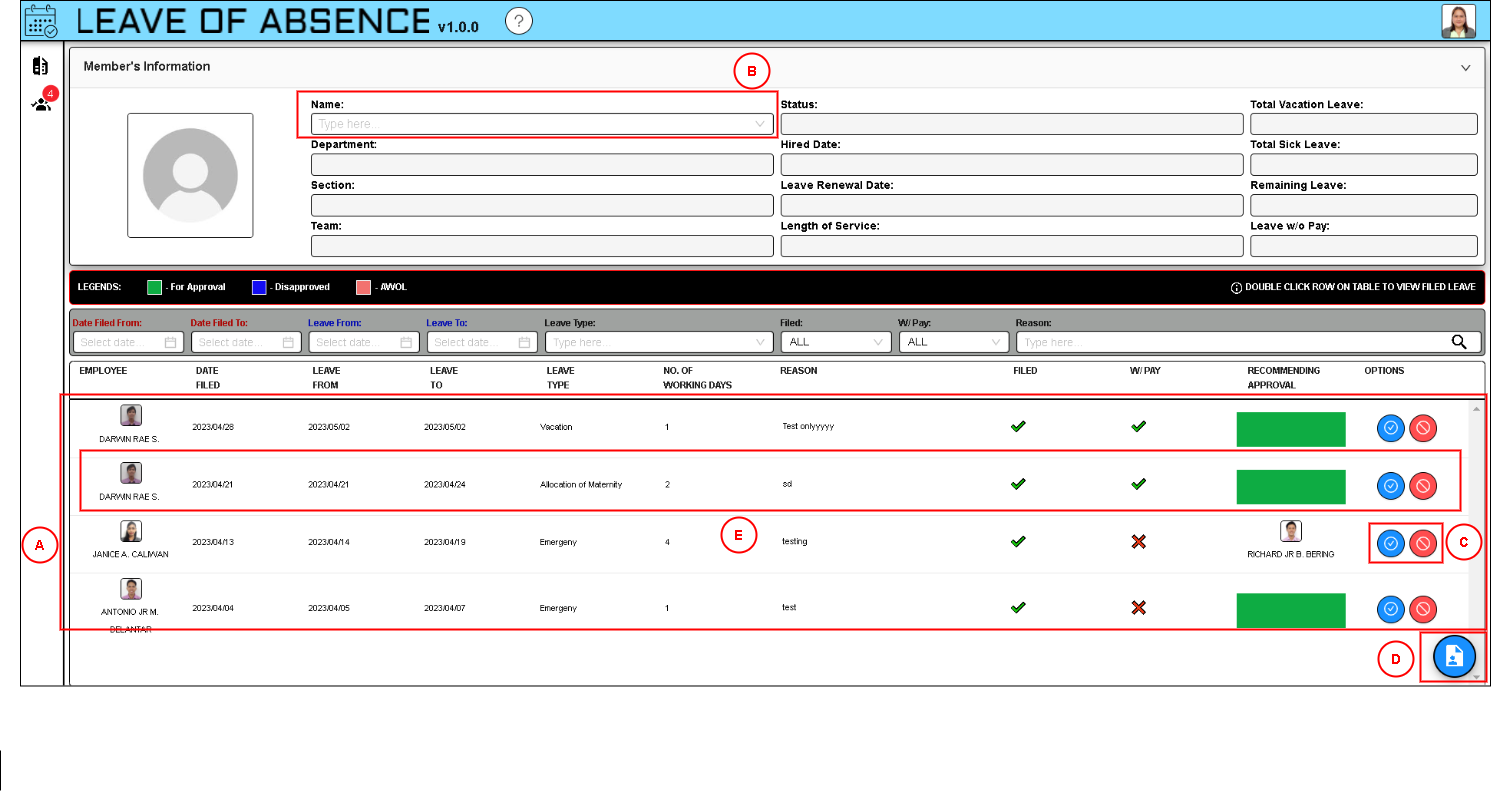 LEAVE OF ABSENCE v1.0.0 ?
4
Member's Information
B
Name: Status: Total Vacation Leave:
Type here...
Department: Hired Date: Total Sick Leave:
Section: Leave Renewal Date: Remaining Leave:
Team: Length of Service: Leave w/o Pay:
LEGENDS: - For Approval - Disapproved - AWOL DOUBLE CLICK ROW ON TABLE TO VIEW FILED LEAVE
Date Filed From: Date Filed To: Leave From: Leave To: Leave Type: Filed: W/ Pay: Reason:
Select date... Select date... Select date... Select date... Type here... ALL ALL Type here...
EMPLOYEE DATE FILED LEAVE FROM LEAVE TO LEAVE TYPE NO. OF WORKING DAYS REASON FILED W/ PAY RECOMMENDING APPROVAL OPTIONS
DARWIN RAE S. 2023/04/28 2023/05/02 2023/05/02 Vacation 1 Test onlyyyyy
DARWIN RAE S. 2023/04/21 2023/04/21 2023/04/24 Allocation of Maternity 2 sd
A
E
C
JANICE A. CALIWAN 2023/04/13 2023/04/14 2023/04/19 Emergeny 4 testing RICHARD JR B. BERING
ANTONIO JR M. DELANTAR 2023/04/04 2023/04/05 2023/04/07 Emergeny 1 test
D